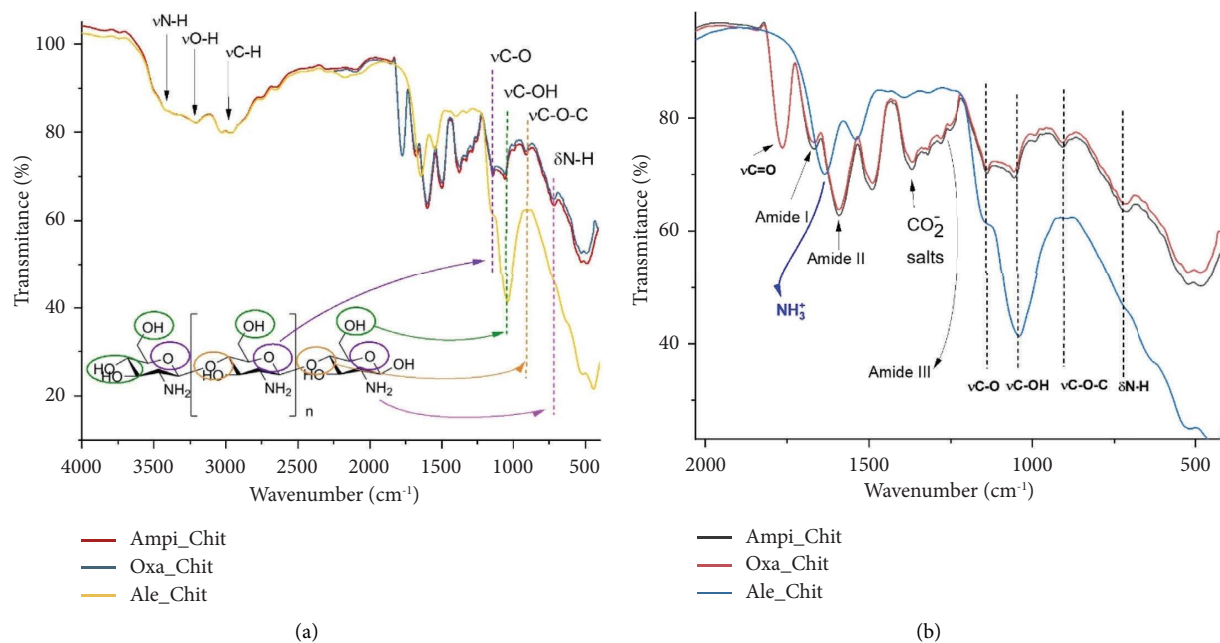 νN-H
νO-H
νC-H
νC-O
νC-OH
νC-O-C
δN-H
100
80
60
40
20
Transmitance (%)
OH
OH
OH
HO
HO
O
NH2
O
HO
O
NH2
n
O
HO
O
OH
NH2
4000 3500 3000 2500 2000 1500 1000 500
Wavenumber (cm-1)
Ampi_Chit
Oxa_Chit
Ale_Chit
(a)
100
80
60
40
Transmitance (%)
νC=O
Amide I
Amide II
CO2-
salts
NH3+
Amide III
νC-O νC-OH νC-O-C δN-H
2000 1500 1000 500
Wavenumber (cm-1)
Ampi_Chit
Oxa_Chit
Ale_Chit
(b)